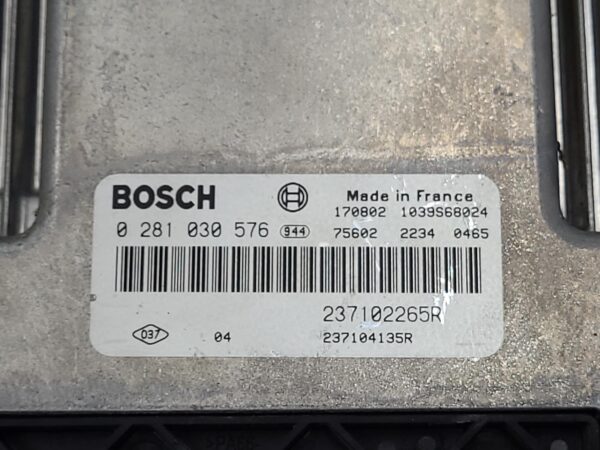 BOSCH Made in France
170802 1039S68024
0 281 030 576 944 75602 2234 0465
237102265R
037 04 237104135R